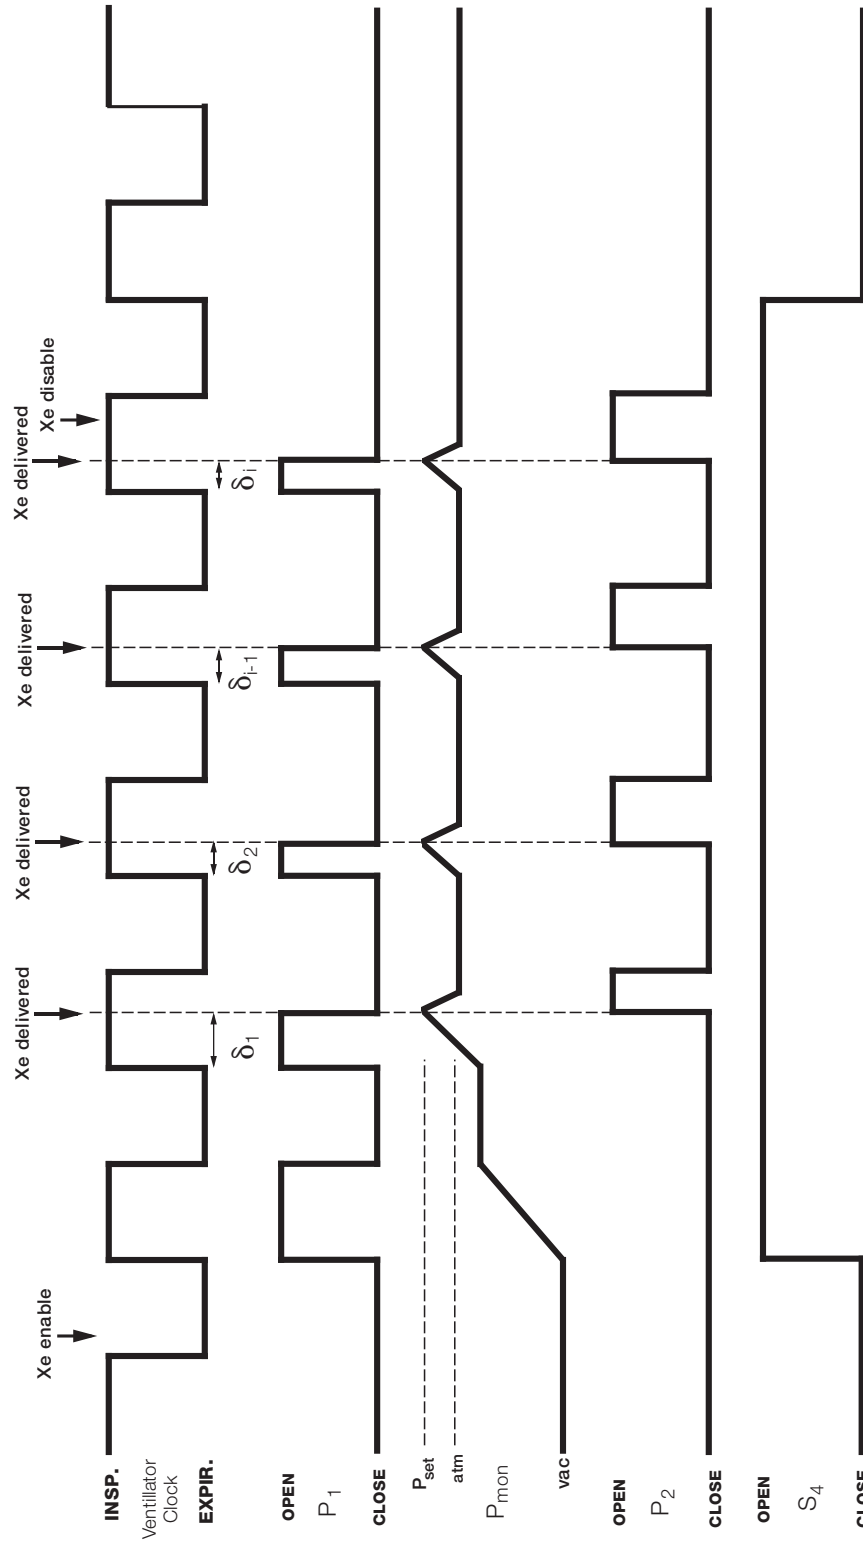 Xe enable
Xe delivered
Xe delivered
Xe delivered
Xe delivered
Xe disable
INSP.
Ventillator
Clock
EXPIR.
δ1
δ2
δi-1
δi
OPEN
P1
CLOSE
Pset
atm
Pmon
vac
OPEN
P2
CLOSE
OPEN
S4
CLOSE